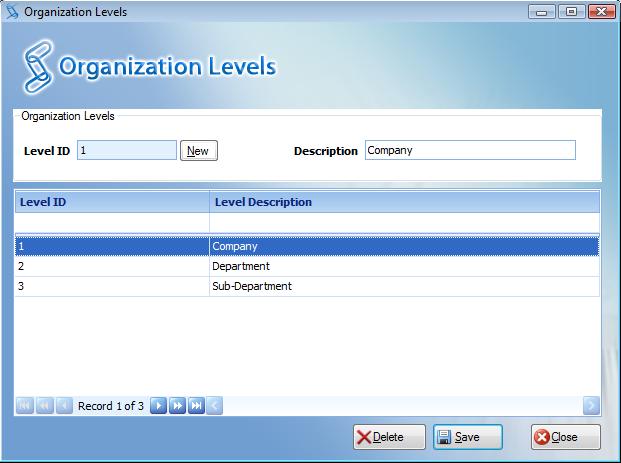 Organization Levels
Organization Levels
Organization Levels
Level ID 1 New Description Company
Level ID Level Description
1 Company
2 Department
3 Sub-Department
Record 1 of 3
Delete Save Close